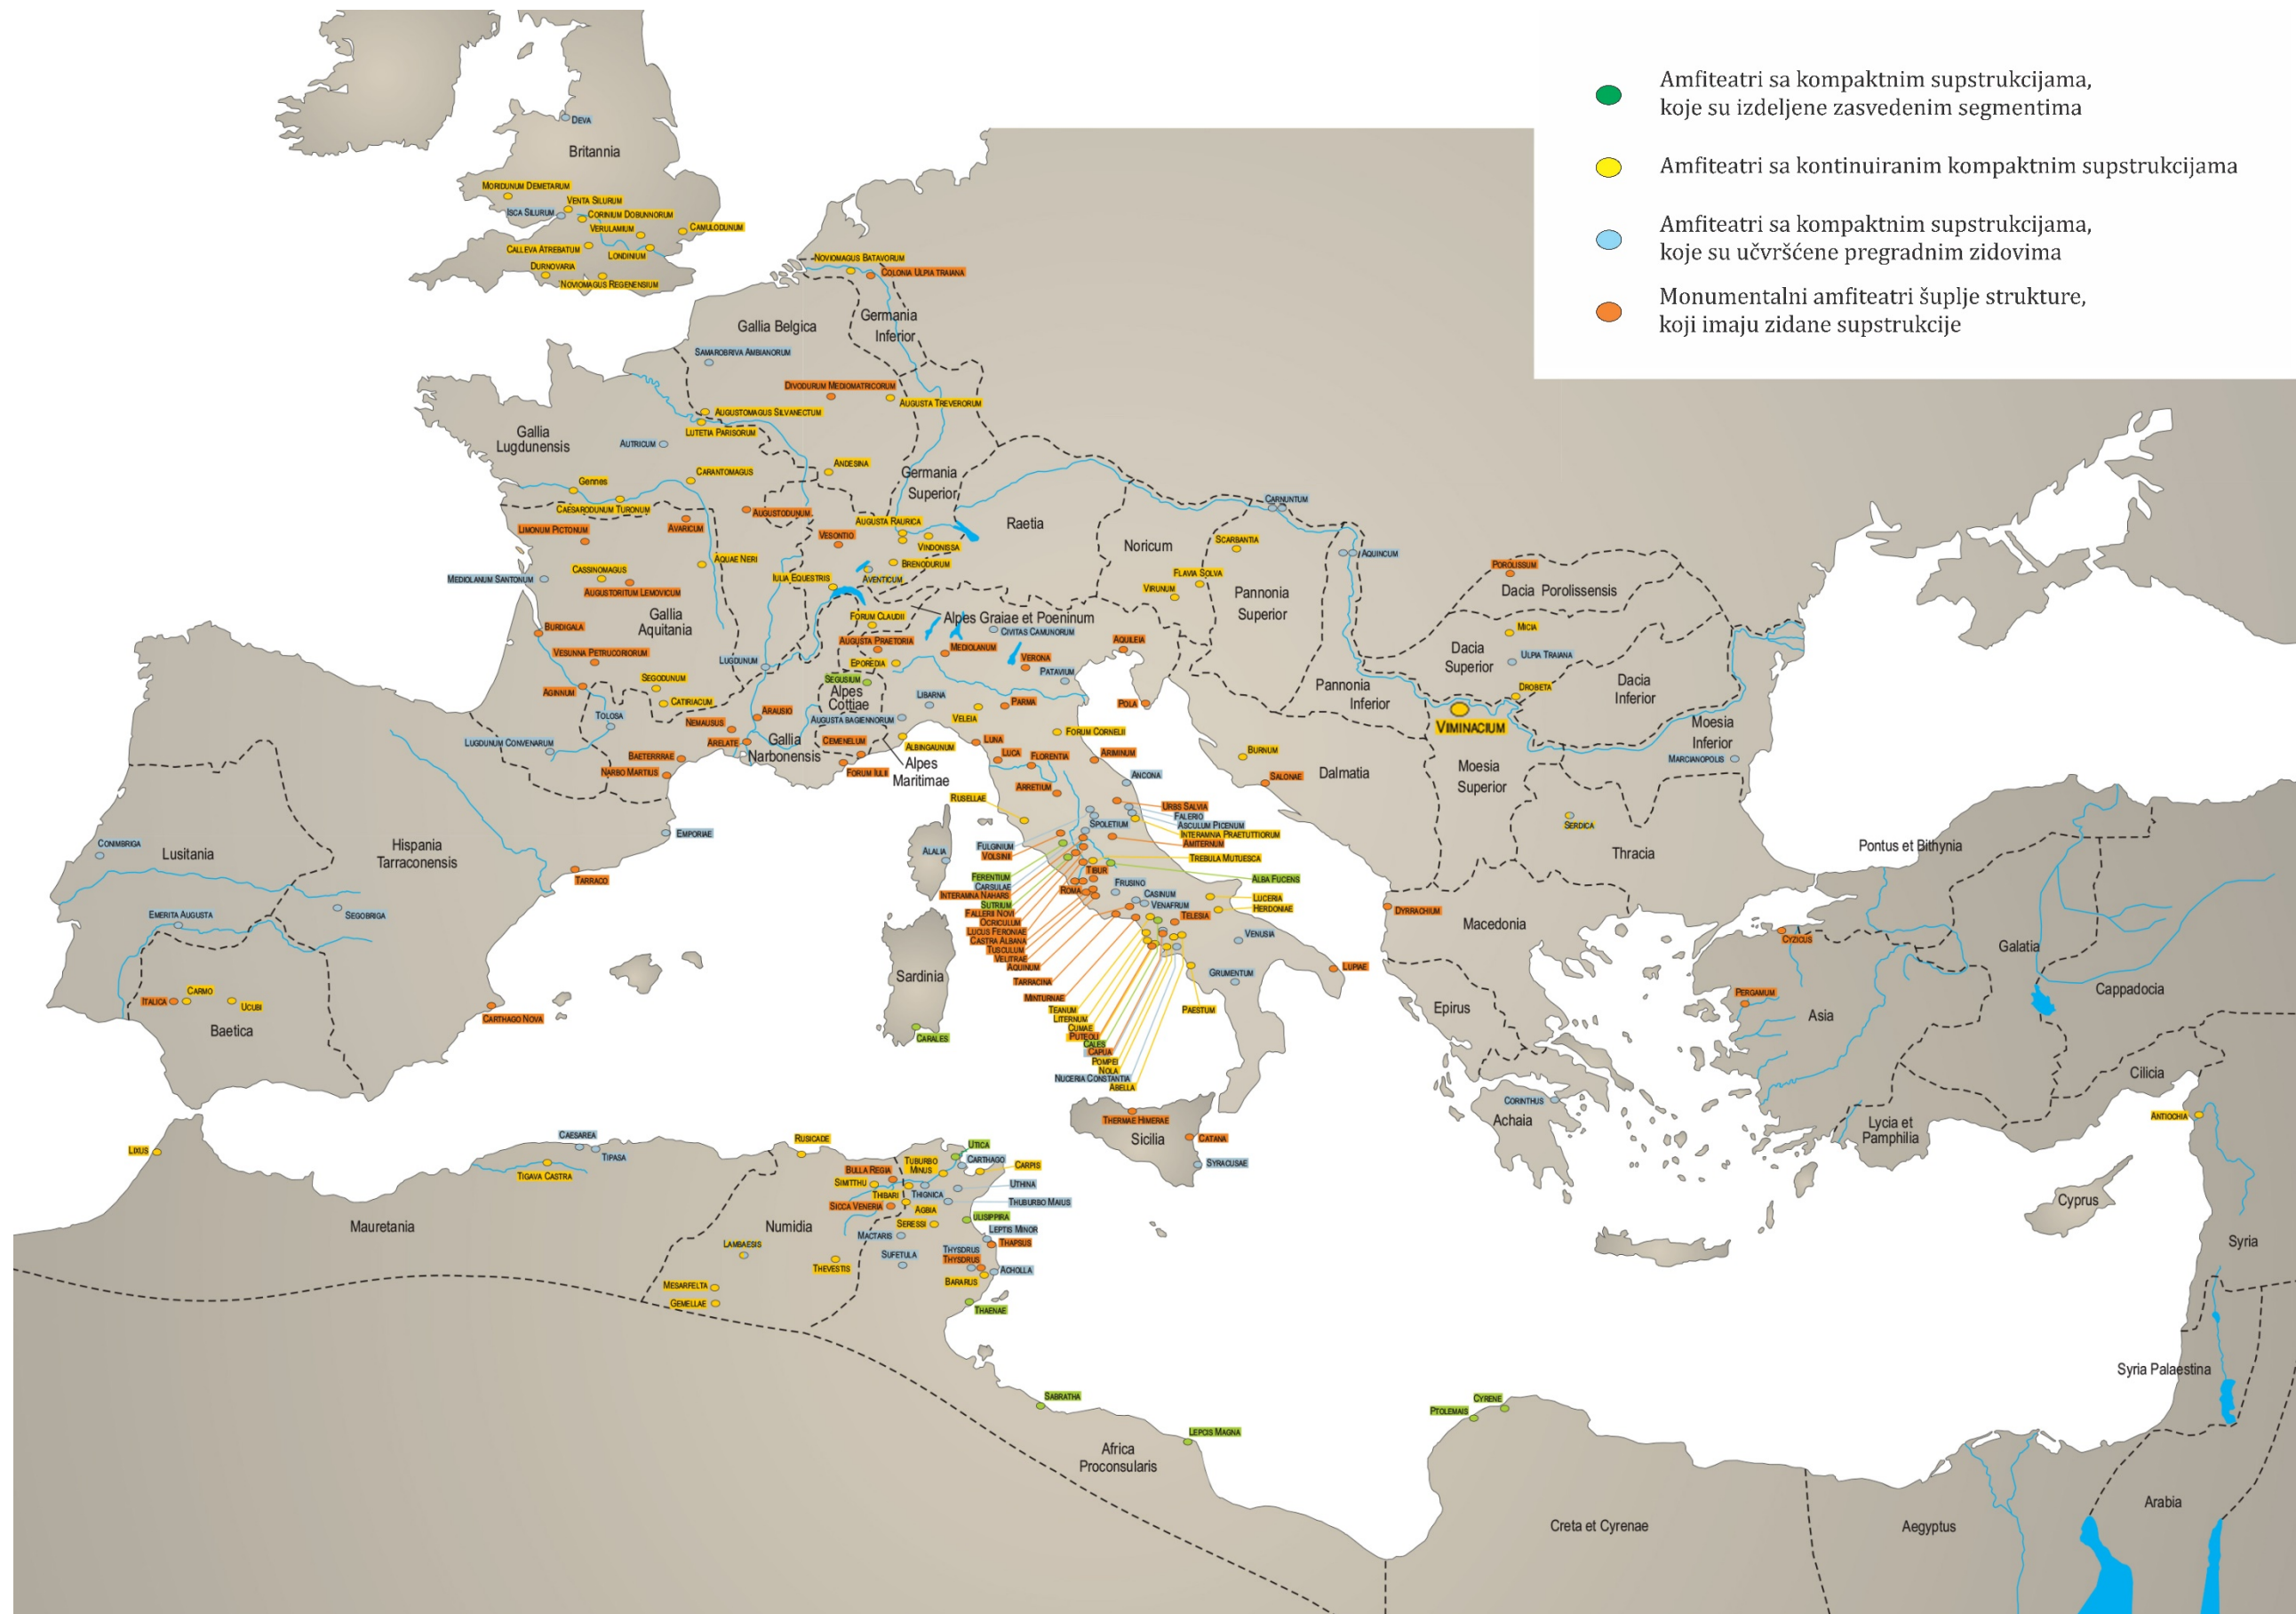 Amfiteatri sa kompaktnim supstrukcijama,
koje su izdeljene zasvedenim segmentima
Amfiteatri sa kontinuiranim kompaktnim supstrukcijama
Amfiteatri sa kompaktnim supstrukcijama,
koje su učvršćene pregradnim zidovima
Monumentalni amfiteatri šuplje strukture,
koji imaju zidane supstrukcije
DEVA
Britannia
MORIDUNUM DEMETARUM
VENTA SILURUM
ISCA SILURUM
CORINIUM DOBUNNORUM
VERULAMIUM
CAMULODUNUM
CALLEVA ATREBATUM
LONDINIUM
DURNOVARIA
NOVIOMAGUS REGENENSIUM
NOVIOMAGUS BATAVORUM
COLONIA ULPIA TRAIANA
Gallia Belgica
Germania
Inferior
SAMAROBRIVA AMBIANORUM
DIVODURUM MEDIOMATRICORUM
AUGUSTA TREVERORUM
AUGUSTOMAGUS SILVANECTUM
LUTETIA PARISORUM
Gallia
Lugdunensis
AUTRICUM
ANDESINA
CARANTOMAGUS
Germania
Superior
Gennes
CAESARODUNUM TURONUM
AUGUSTODUNUM
LIMONUM PICTONUM
AVARICUM
AUGUSTA RAURICA
VESONTIO
VINDONISSA
Raetia
CARNUNTUM
Noricum
SCARBANTIA
AQUINCUM
AQUAE NERI
BRENODURUM
CASSINOMAGUS
MEDIOLANUM SANTONUM
IULIA EQUESTRIS
AVENTICUM
AUGUSTORITUM LEMOVICUM
FLAVIA SOLVA
VIRUNUM
Pannonia
Superior
POROLISSUM
Dacia Porolissensis
Gallia
Aquitania
FORUM CLAUDII
Alpes Graiae et Poeninum
CIVITAS CAMUNORUM
BURDIGALA
AUGUSTA PRAETORIA
MEDIOLANUM
AQUILEIA
MICIA
VESUNNA PETRUCORIORUM
LUGDUNUM
EPOREDIA
VERONA
PATAVIUM
Dacia
Superior
ULPIA TRAIANA
SEGODUNUM
SEGUSIUM
Alpes
Cottiae
AGINNUM
CATIRIACUM
LIBARNA
PARMA
POLA
Pannonia
Inferior
DROBETA
Dacia
Inferior
TOLOSA
ARAUSIO
NEMAUSUS
AUGUSTA BAGIENNORUM
VELEIA
VIMINACIUM
Moesia
Inferior
LUGDUNUM CONVENARUM
ARELATE
Gallia
Narbonensis
CEMENELUM
ALBINGAUNUM
LUNA
FORUM CORNELII
BAETERRRAE
NARBO MARTIUS
FORUM IULII
Alpes
Maritimae
LUCA
FLORENTIA
ARIMINUM
BURNUM
MARCIANOPOLIS
SALONAE
Dalmatia
Moesia
Superior
ANCONA
ARRETIUM
RUSELLAE
URBS SALVIA
FALERIO
ASCULUM PICENUM
INTERAMNIA PRAETUTTIORUM
AMITERNUM
SPOLETIUM
SERDICA
Thracia
Pontus et Bithynia
EMPORIAE
CONIMBRIGA
Lusitania
Hispania
Tarraconensis
TARRACO
ALALIA
FULGINIUM
VOLSINII
TREBULA MUTUESCA
TIBUR
ALBA FUCENS
FERENTIUM
CARSULAE
INTERAMNA NAHARS
SUTRIUM
FALLERII NOVI
OCRICULUM
LUCUS FERONIAE
CASTRA ALBANA
TUSCULUM
VELITRAE
AQUINUM
TARRACINA
MINTURNAE
ROMA
FRUSINO
CASINUM
VENAFRUM
LUCERIA
HERDONIAE
TELESIA
VENUSIA
GRUMENTUM
LUPIAE
DYRRACHIUM
Macedonia
CYZICUS
Galatia
EMERITA AUGUSTA
SEGOBRIGA
Sardinia
CARALES
ITALICA
CARMO
UCUBI
Baetica
CARTHAGO NOVA
TEANUM
LITERNUM
CUMAE
PUTEOLI
CALES
CAPUA
POMPEI
NOLA
NUCERIA CONSTANTIA
ABELLA
PAESTUM
Epirus
PERGAMUM
Asia
Cappadocia
Cilicia
CORINTHUS
Achaia
Lycia et
Pamphilia
ANTIOCHIA
THERMAE HIMERAE
Sicilia
CATANA
SYRACUSAE
Cyprus
Syria
LIXUS
CAESAREA
TIPASA
TIGAVA CASTRA
RUSICADE
Mauretania
Numidia
UTICA
CARTHAGO
CARPIS
TUBURBO
MINUS
BULLA REGIA
SIMITTHU
THIBARI
THIGNICA
UTHINA
SICCA VENERIA
AGBIA
THUBURBO MAIUS
SERESSI
ULISIPPIRA
LEPTIS MINOR
MACTARIS
THAPSUS
LAMBAESIS
SUFETULA
THYSDRUS
THYSDRUS
THEVESTIS
ACHOLLA
BARARUS
MESARFELTA
GEMELLAE
THAENAE
SABRATHA
LEPCIS MAGNA
PTOLEMAIS
CYRENE
Africa
Proconsularis
Creta et Cyrenae
Aegyptus
Syria Palaestina
Arabia